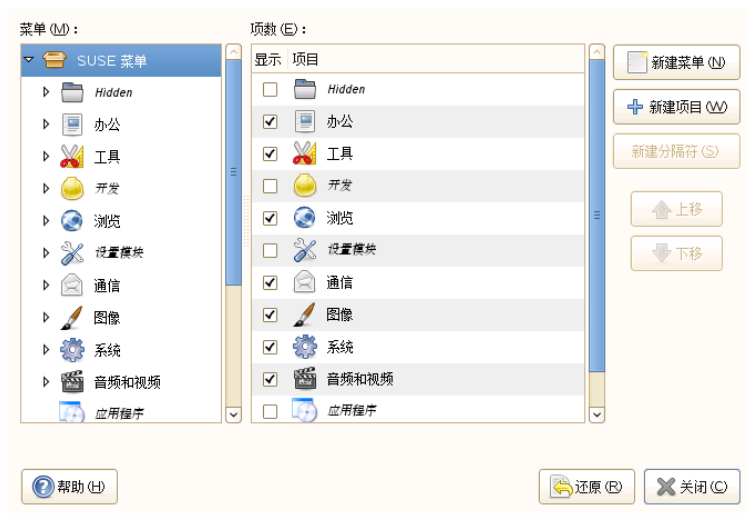 菜单(M)：
项数(E)：
SUSE 菜单
Hidden
办公
工具
开发
浏览
设置模块
通信
图像
系统
音频和视频
应用程序
显示 项目
Hidden
办公
工具
开发
浏览
设置模块
通信
图像
系统
音频和视频
应用程序
新建菜单(N)
新建项目(W)
新建分隔符(S)
上移
下移
帮助(H)
还原(R)
关闭(C)